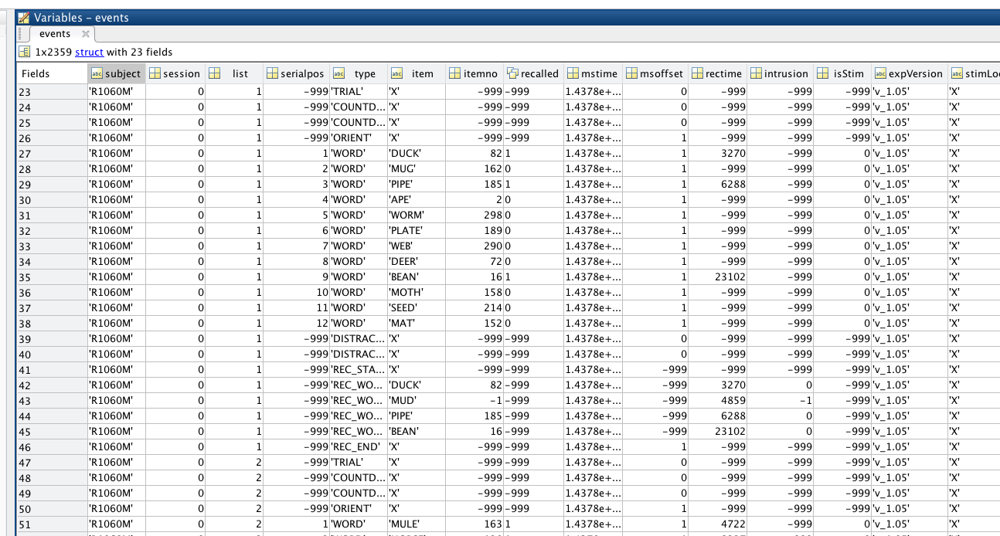 Variables - events
events
1x2359 struct with 23 fields
Fields subject session list serialpos type item itemno recalled mstime msoffset rectime intrusion isStim expVersion stimLoc
23 'R1060M' 0 1 -999 'TRIAL' 'X' -999 -999 1.4378e+... 0 -999 -999 -999 'v_1.05' 'X'
24 'R1060M' 0 1 -999 'COUNTD... 'X' -999 -999 1.4378e+... 0 -999 -999 -999 'v_1.05' 'X'
25 'R1060M' 0 1 -999 'COUNTD... 'X' -999 -999 1.4378e+... 0 -999 -999 -999 'v_1.05' 'X'
26 'R1060M' 0 1 -999 'ORIENT' 'X' -999 -999 1.4378e+... 1 -999 -999 -999 'v_1.05' 'X'
27 'R1060M' 0 1 1 'WORD' 'DUCK' 82 1 1.4378e+... 1 3270 -999 0 'v_1.05' 'X'
28 'R1060M' 0 1 2 'WORD' 'MUG' 162 0 1.4378e+... 1 -999 -999 0 'v_1.05' 'X'
29 'R1060M' 0 1 3 'WORD' 'PIPE' 185 1 1.4378e+... 1 6288 -999 0 'v_1.05' 'X'
30 'R1060M' 0 1 4 'WORD' 'APE' 2 0 1.4378e+... 1 -999 -999 0 'v_1.05' 'X'
31 'R1060M' 0 1 5 'WORD' 'WORM' 298 0 1.4378e+... 1 -999 -999 0 'v_1.05' 'X'
32 'R1060M' 0 1 6 'WORD' 'PLATE' 189 0 1.4378e+... 1 -999 -999 0 'v_1.05' 'X'
33 'R1060M' 0 1 7 'WORD' 'WEB' 290 0 1.4378e+... 1 -999 -999 0 'v_1.05' 'X'
34 'R1060M' 0 1 8 'WORD' 'DEER' 72 0 1.4378e+... 1 -999 -999 0 'v_1.05' 'X'
35 'R1060M' 0 1 9 'WORD' 'BEAN' 16 1 1.4378e+... 1 23102 -999 0 'v_1.05' 'X'
36 'R1060M' 0 1 10 'WORD' 'MOTH' 158 0 1.4378e+... 1 -999 -999 0 'v_1.05' 'X'
37 'R1060M' 0 1 11 'WORD' 'SEED' 214 0 1.4378e+... 1 -999 -999 0 'v_1.05' 'X'
38 'R1060M' 0 1 12 'WORD' 'MAT' 152 0 1.4378e+... 1 -999 -999 0 'v_1.05' 'X'
39 'R1060M' 0 1 -999 'DISTRAC... 'X' -999 -999 1.4378e+... 0 -999 -999 -999 'v_1.05' 'X'
40 'R1060M' 0 1 -999 'DISTRAC... 'X' -999 -999 1.4378e+... 0 -999 -999 -999 'v_1.05' 'X'
41 'R1060M' 0 1 -999 'REC_STA... 'X' -999 -999 1.4378e+... -999 -999 -999 -999 'v_1.05' 'X'
42 'R1060M' 0 1 -999 'REC_WO... 'DUCK' 82 -999 1.4378e+... -999 3270 0 -999 'v_1.05' 'X'
43 'R1060M' 0 1 -999 'REC_WO... 'MUD' -1 -999 1.4378e+... -999 4859 -1 -999 'v_1.05' 'X'
44 'R1060M' 0 1 -999 'REC_WO... 'PIPE' 185 -999 1.4378e+... -999 6288 0 -999 'v_1.05' 'X'
45 'R1060M' 0 1 -999 'REC_WO... 'BEAN' 16 -999 1.4378e+... -999 23102 0 -999 'v_1.05' 'X'
46 'R1060M' 0 1 -999 'REC_END' 'X' -999 -999 1.4378e+... 1 -999 -999 -999 'v_1.05' 'X'
47 'R1060M' 0 2 -999 'TRIAL' 'X' -999 -999 1.4378e+... 0 -999 -999 -999 'v_1.05' 'X'
48 'R1060M' 0 2 -999 'COUNTD... 'X' -999 -999 1.4378e+... 0 -999 -999 -999 'v_1.05' 'X'
49 'R1060M' 0 2 -999 'COUNTD... 'X' -999 -999 1.4378e+... 0 -999 -999 -999 'v_1.05' 'X'
50 'R1060M' 0 2 -999 'ORIENT' 'X' -999 -999 1.4378e+... 1 -999 -999 -999 'v_1.05' 'X'
51 'R1060M' 0 2 1 'WORD' 'MULE' 163 1 1.4378e+... 1 4722 -999 0 'v_1.05' 'X'